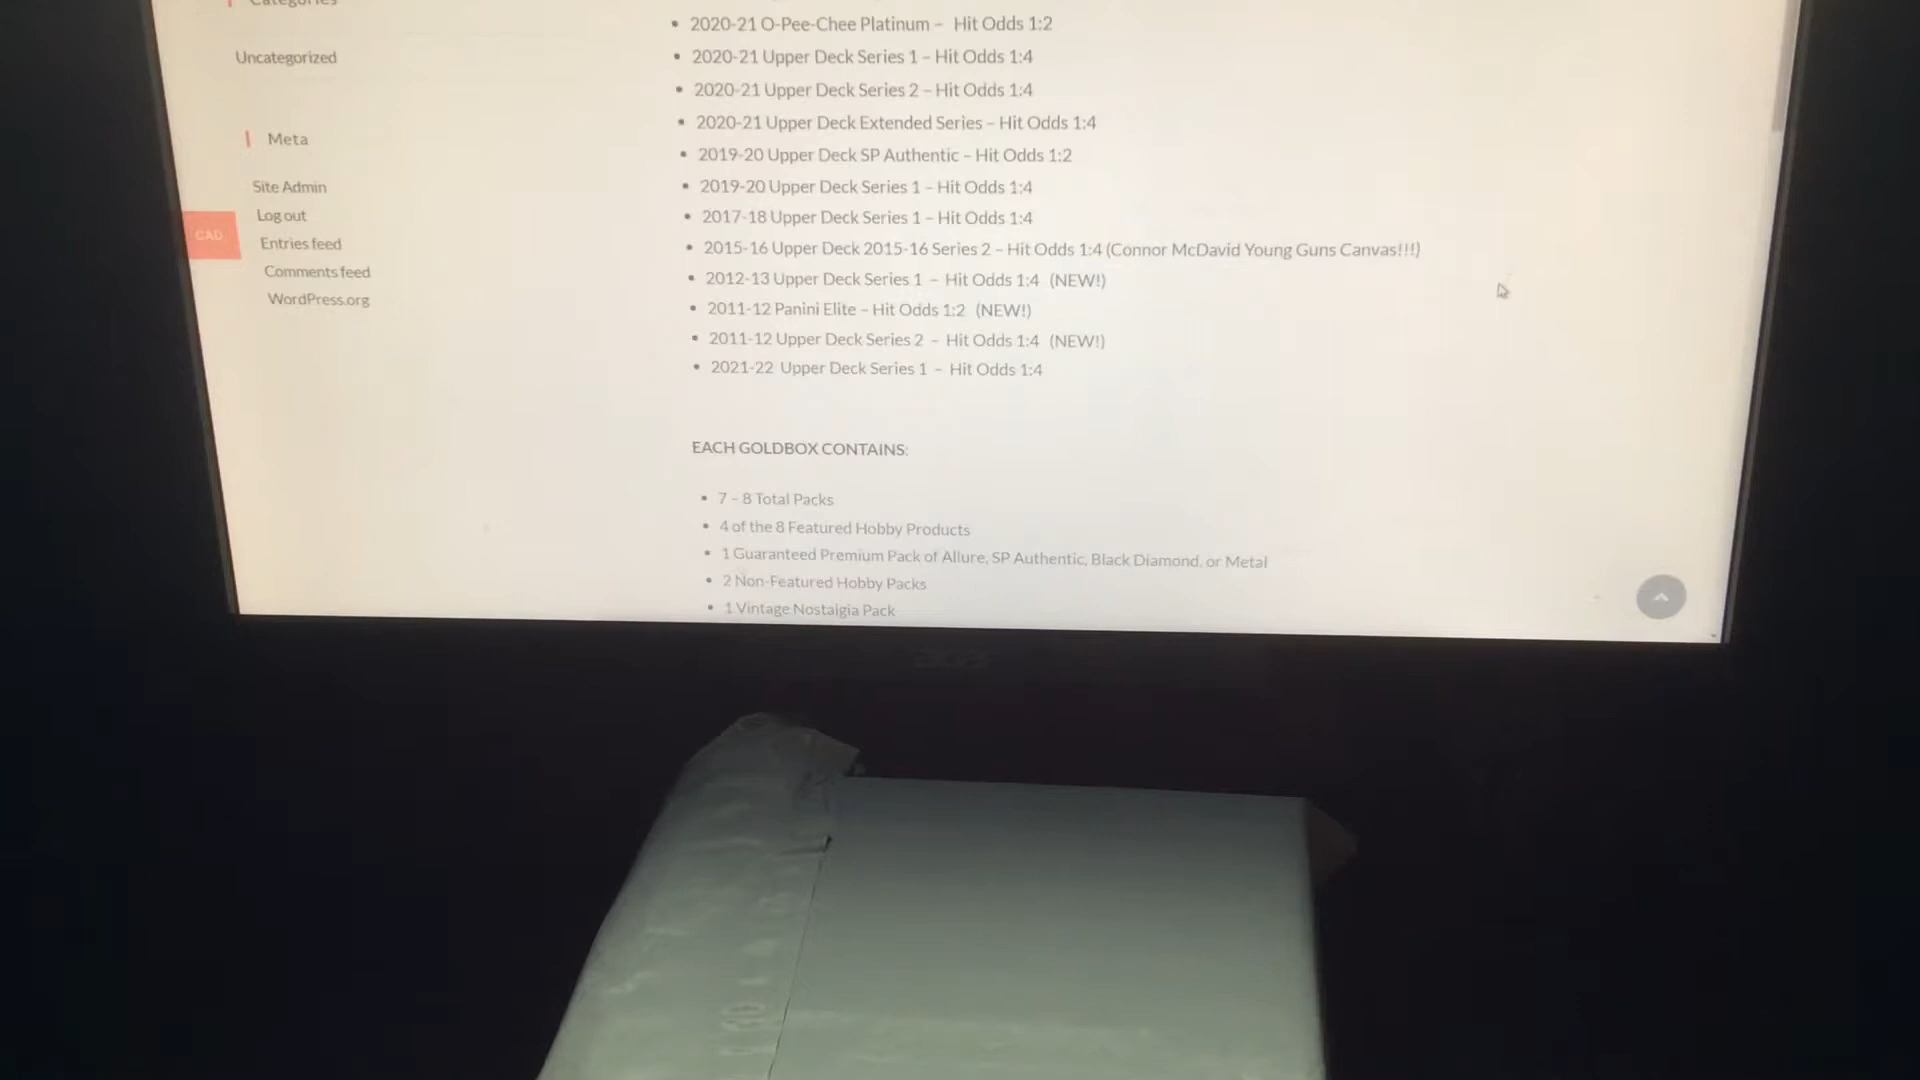 Categories
Uncategorized
Meta
Site Admin
Log out
Entries feed
Comments feed
WordPress.org
CAD
• 2020-21 O-Pee-Chee Platinum – Hit Odds 1:2
• 2020-21 Upper Deck Series 1 – Hit Odds 1:4
• 2020-21 Upper Deck Series 2 – Hit Odds 1:4
• 2020-21 Upper Deck Extended Series – Hit Odds 1:4
• 2019-20 Upper Deck SP Authentic – Hit Odds 1:2
• 2019-20 Upper Deck Series 1 – Hit Odds 1:4
• 2017-18 Upper Deck Series 1 – Hit Odds 1:4
• 2015-16 Upper Deck 2015-16 Series 2 – Hit Odds 1:4 (Connor McDavid Young Guns Canvas!!!)
• 2012-13 Upper Deck Series 1 – Hit Odds 1:4 (NEW!)
• 2011-12 Panini Elite – Hit Odds 1:2 (NEW!)
• 2011-12 Upper Deck Series 2 – Hit Odds 1:4 (NEW!)
• 2021-22 Upper Deck Series 1 – Hit Odds 1:4
EACH GOLDBOX CONTAINS:
• 7 – 8 Total Packs
• 4 of the 8 Featured Hobby Products
• 1 Guaranteed Premium Pack of Allure, SP Authentic, Black Diamond, or Metal
• 2 Non-Featured Hobby Packs
• 1 Vintage Nostalgia Pack
acer